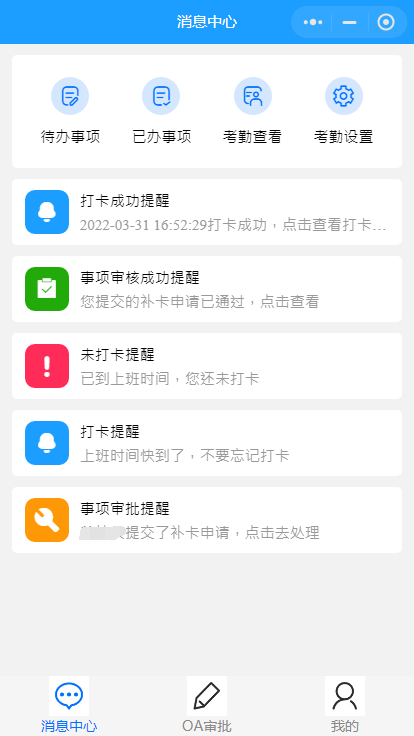 消息中心
待办事项 已办事项 考勤查看 考勤设置
打卡成功提醒
2022-03-31 16:52:29打卡成功，点击查看打卡…
事项审核成功提醒
您提交的补卡申请已通过，点击查看
未打卡提醒
已到上班时间，您还未打卡
打卡提醒
上班时间快到了，不要忘记打卡
事项审批提醒
提交了补卡申请，点击去处理
消息中心 OA审批 我的